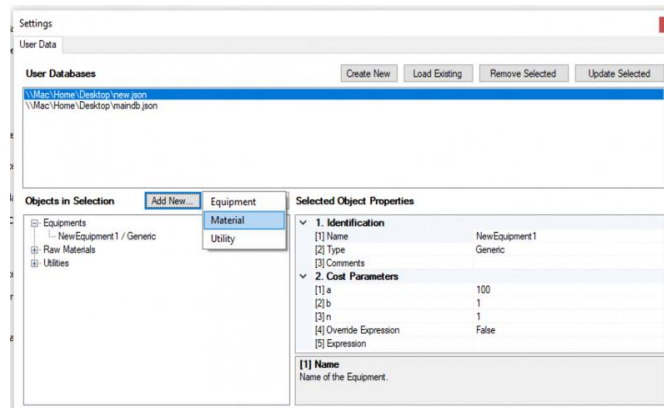 Settings
User Data
User Databases
Create New
Load Existing
Remove Selected
Update Selected
\\Mac\Home\Desktop\new.json
\\Mac\Home\Desktop\maindb.json
Objects in Selection
Add New...
Equipment
Material
Utility
Equipments
NewEquipment1 / Generic
Raw Materials
Utilities
Selected Object Properties
1. Identification
[1] Name NewEquipment1
[2] Type Generic
[3] Comments
2. Cost Parameters
[1] a 100
[2] b 1
[3] n 1
[4] Override Expression False
[5] Expression
[1] Name
Name of the Equipment.